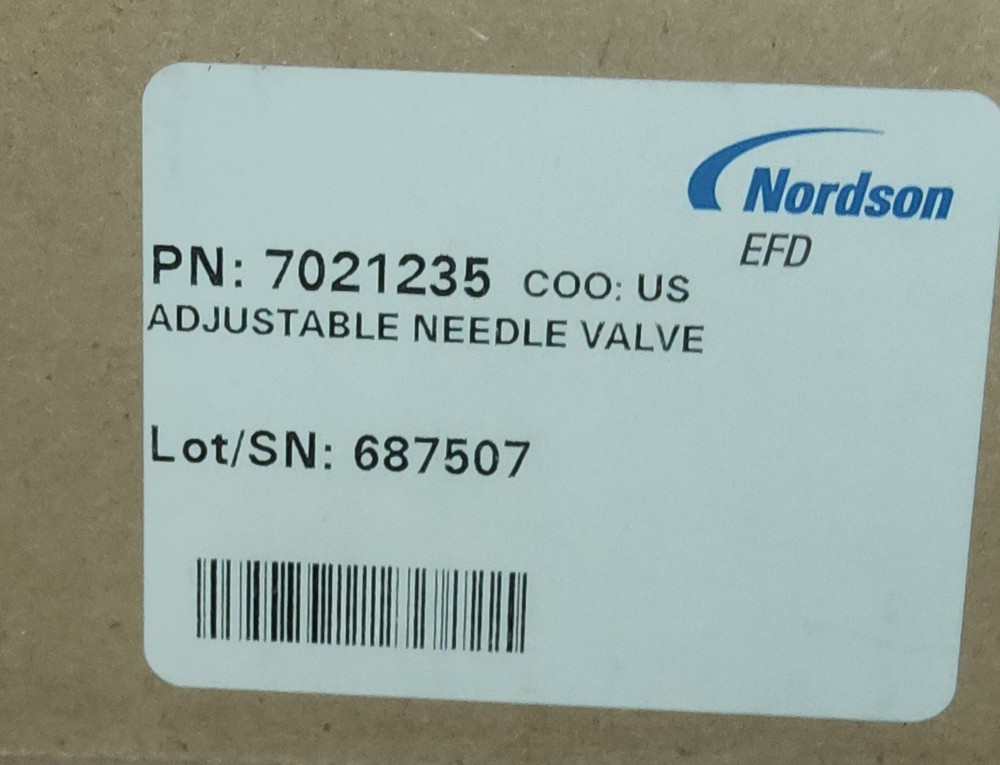 Nordson
EFD
PN: 7021235 COO: US
ADJUSTABLE NEEDLE VALVE
Lot/SN: 687507